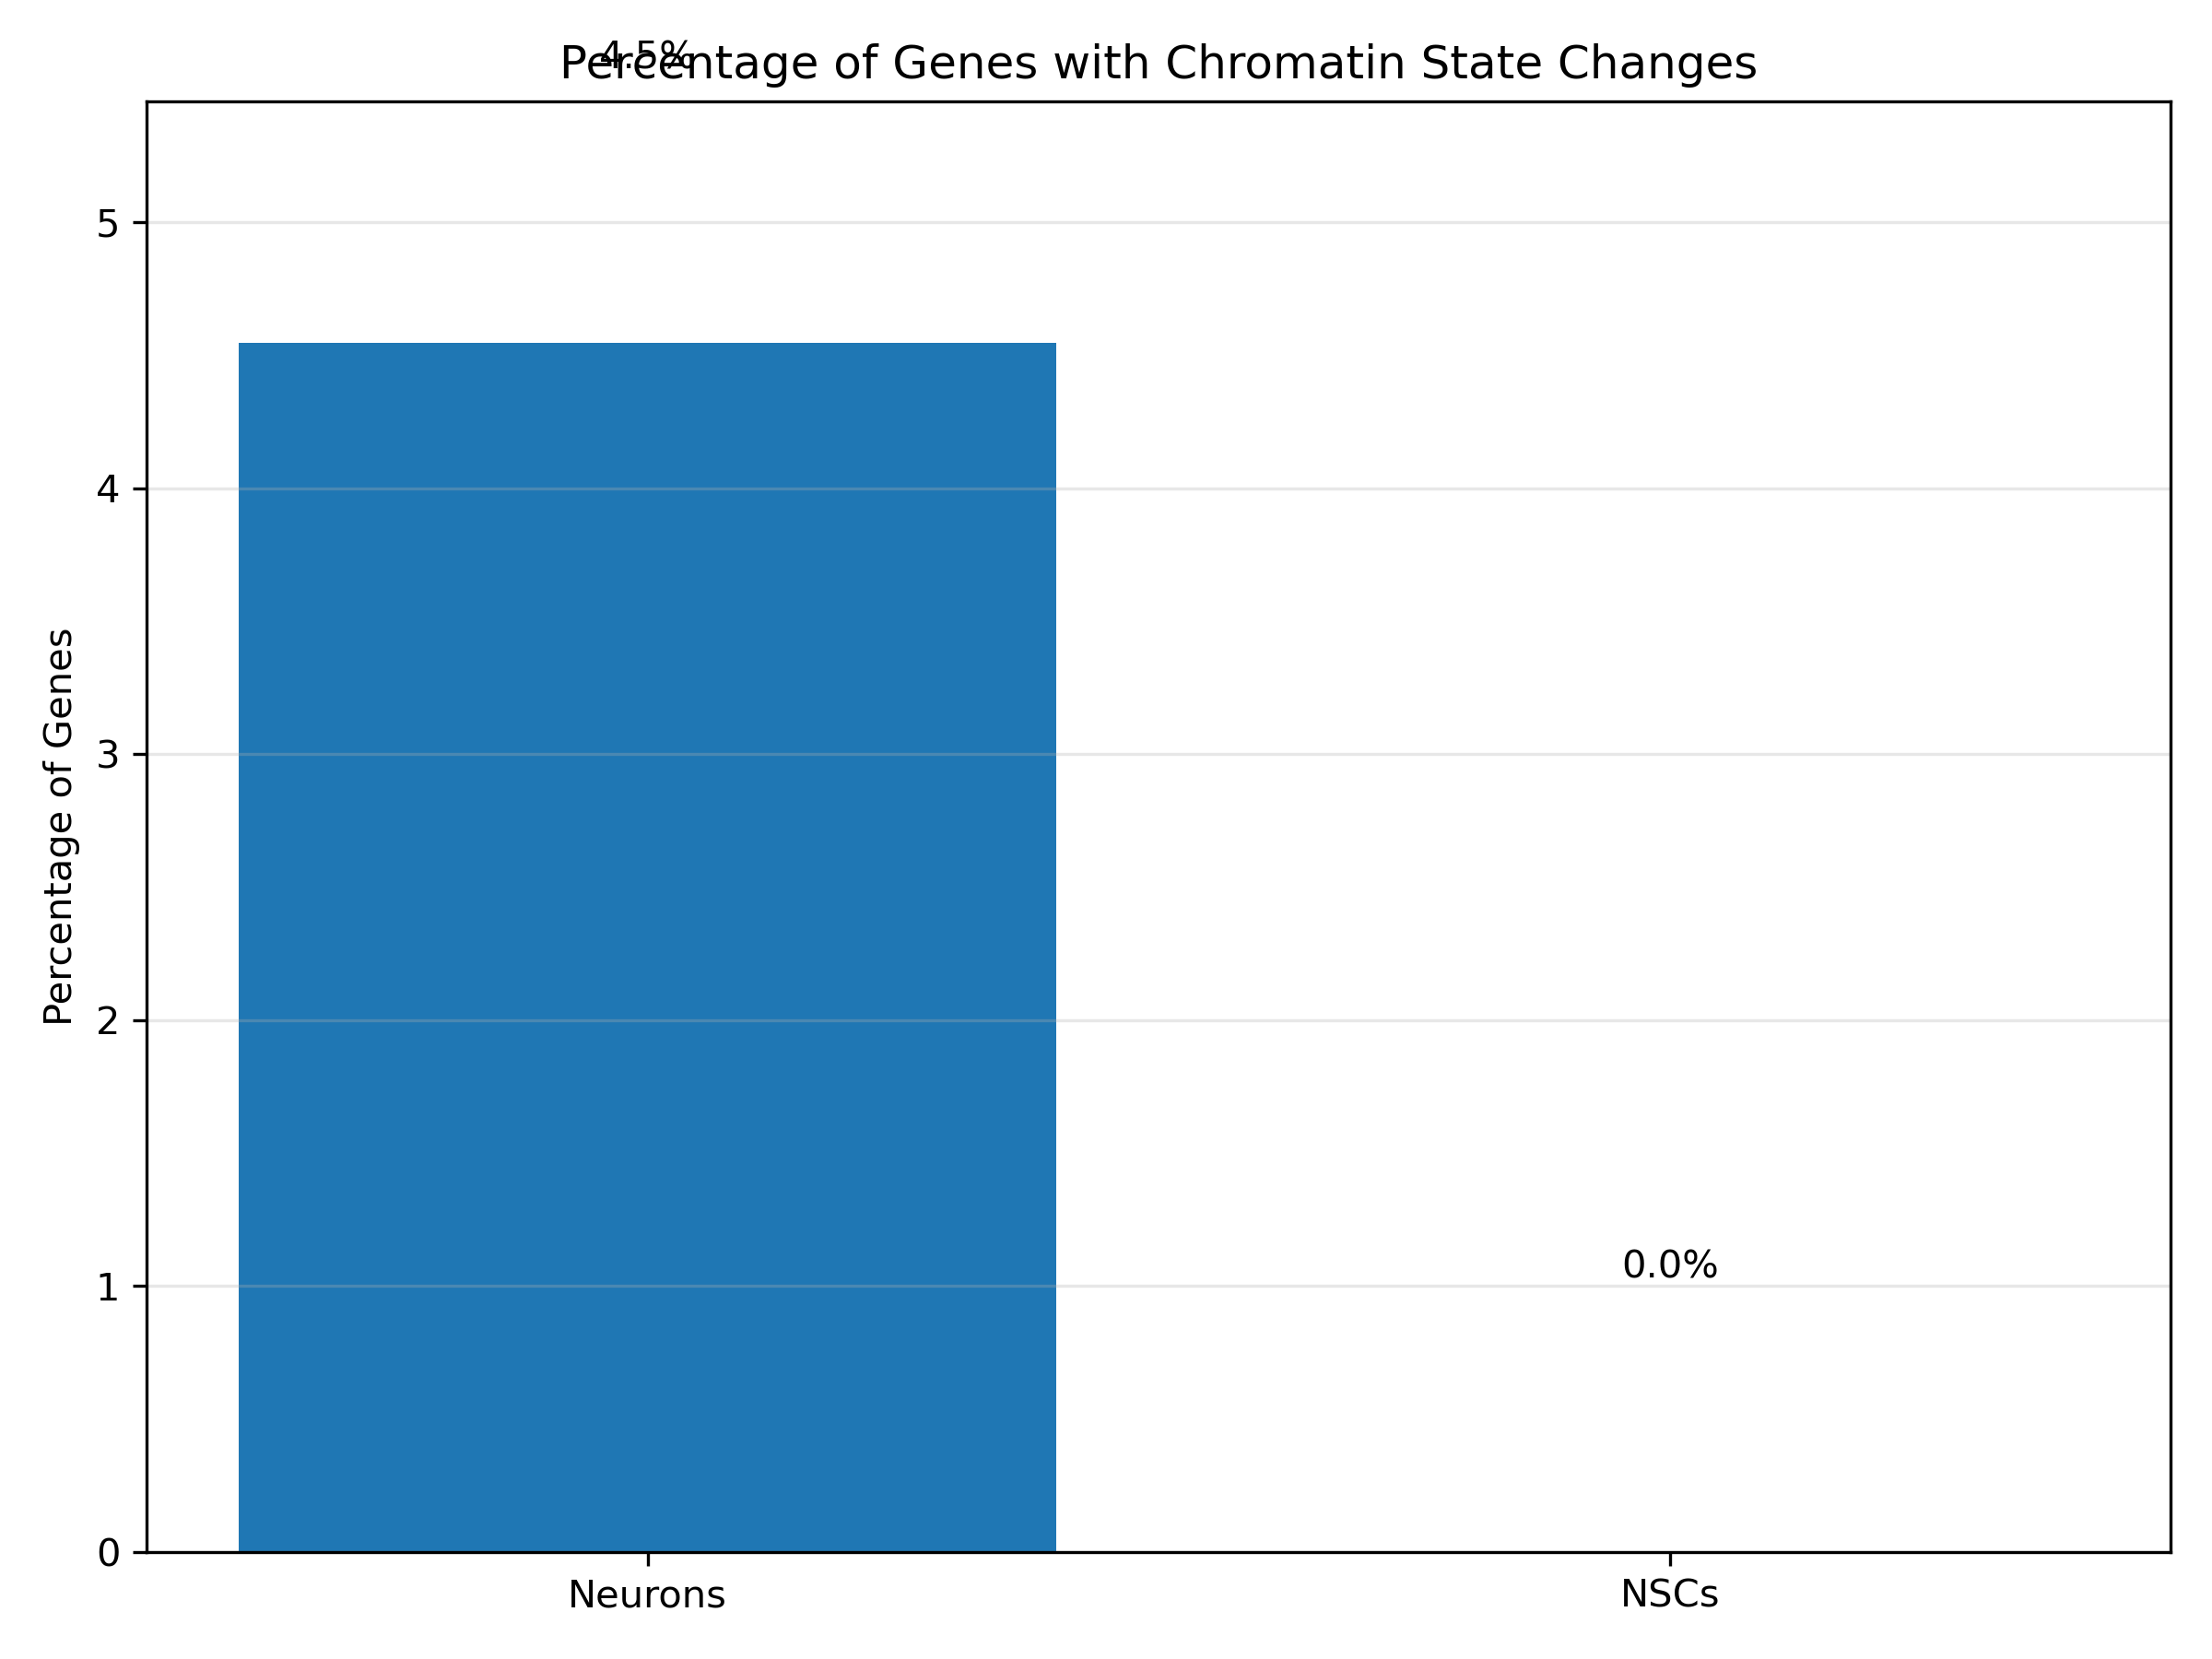 4.5%
Percentage of Genes with Chromatin State Changes
Percentage of Genes
5
4
3
2
1
0
0.0%
Neurons
NSCs